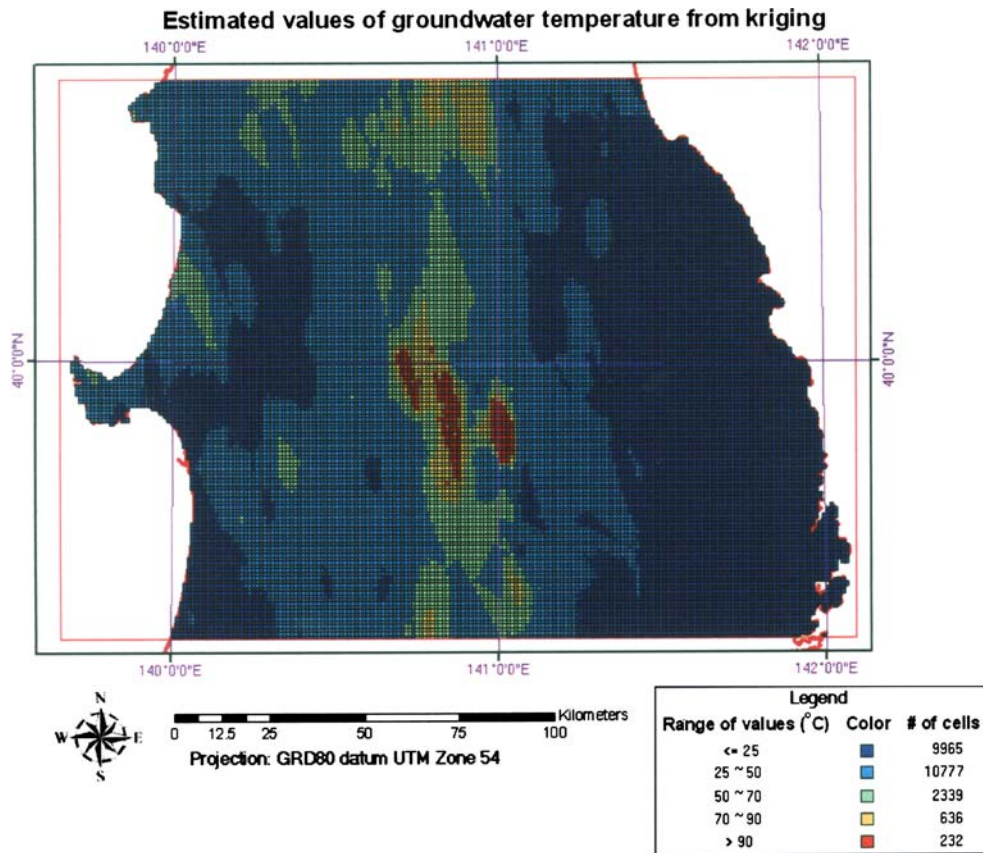 Estimated values of groundwater temperature from kriging
140°0'0"E 141°0'0"E 142°0'0"E
40°0'0"N 40°0'0"N
140°0'0"E 141°0'0"E 142°0'0"E
N
W E
S
Kilometers
0 12.5 25 50 75 100
Projection: GRD80 datum UTM Zone 54
Legend
Range of values (°C) Color # of cells
<= 25 9965
25 ~ 50 10777
50 ~ 70 2339
70 ~ 90 636
> 90 232